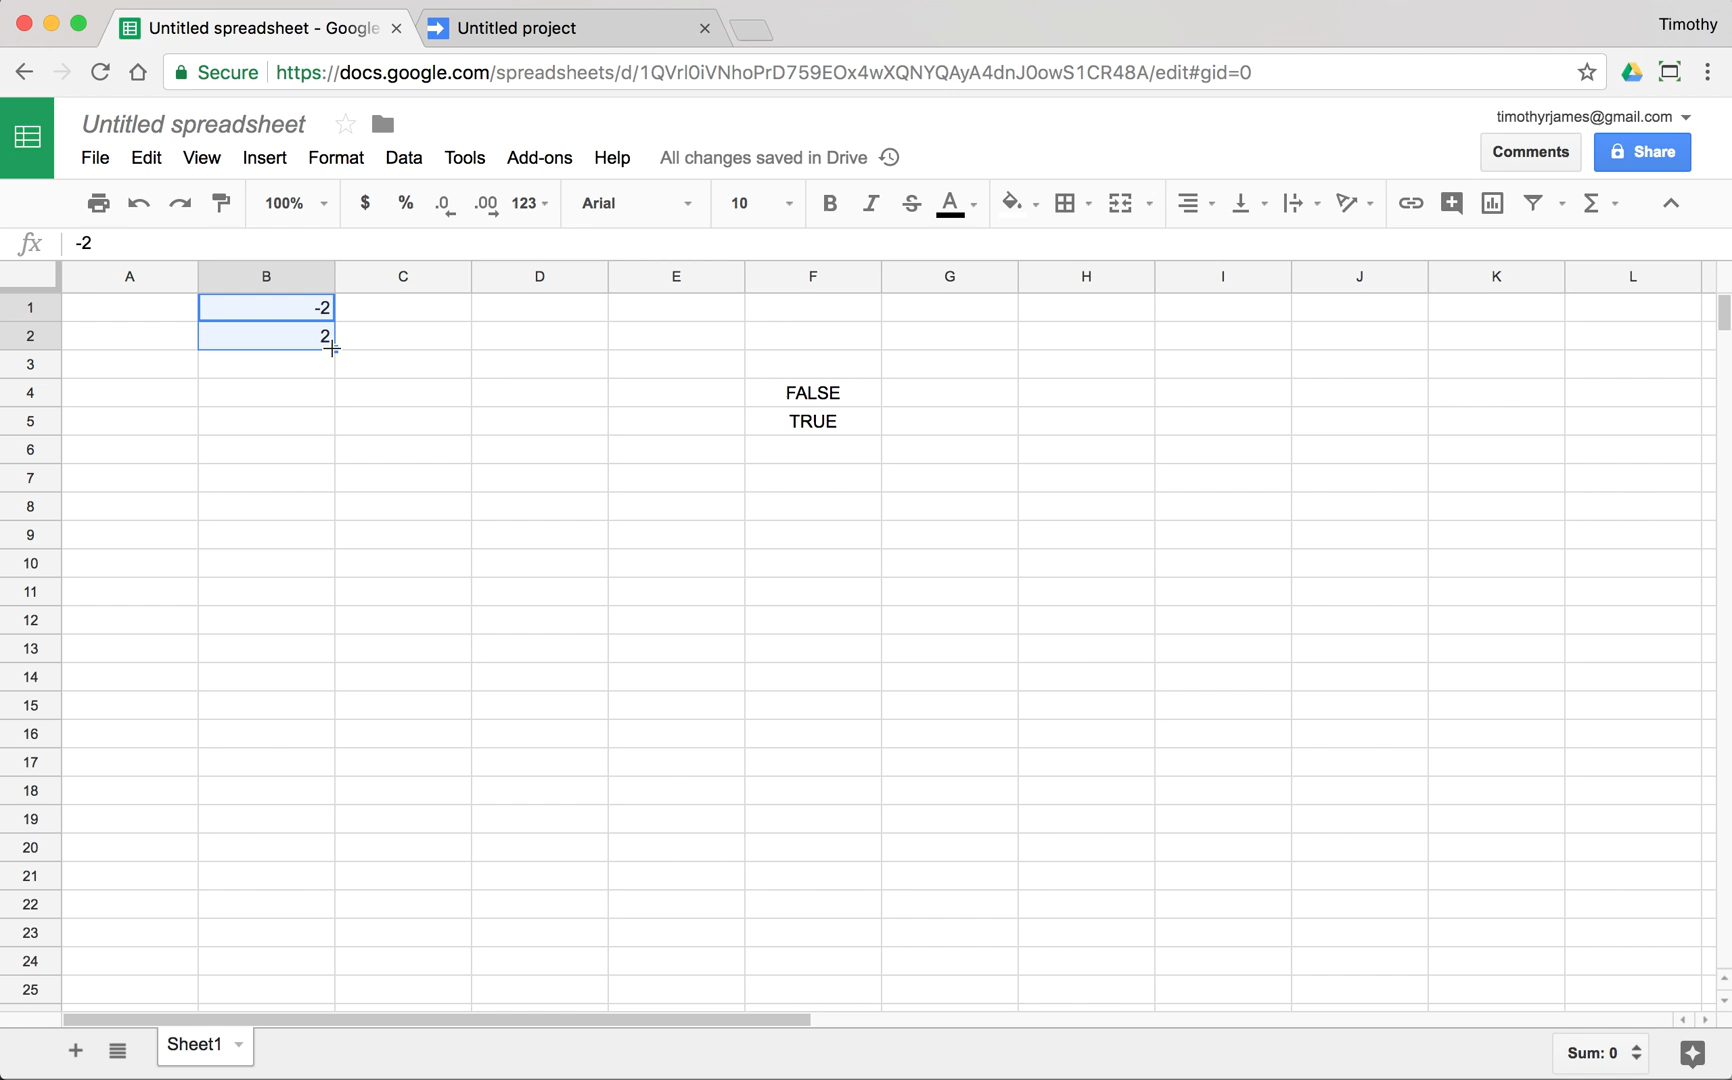 Untitled spreadsheet - Google
Untitled project
Timothy
Secure https://docs.google.com/spreadsheets/d/1QVrl0iVNhoPrD759EOx4wXQNYQAyA4dnJ0owS1CR48A/edit#gid=0
Untitled spreadsheet
timothyrjames@gmail.com
File Edit View Insert Format Data Tools Add-ons Help All changes saved in Drive
Comments Share
100% $ % .0 .00 123 Arial 10 B I S A Σ
fx -2
A B C D E F G H I J K L
1 -2
2 2
3
4 FALSE
5 TRUE
6
7
8
9
10
11
12
13
14
15
16
17
18
19
20
21
22
23
24
25
Sheet1 Sum: 0